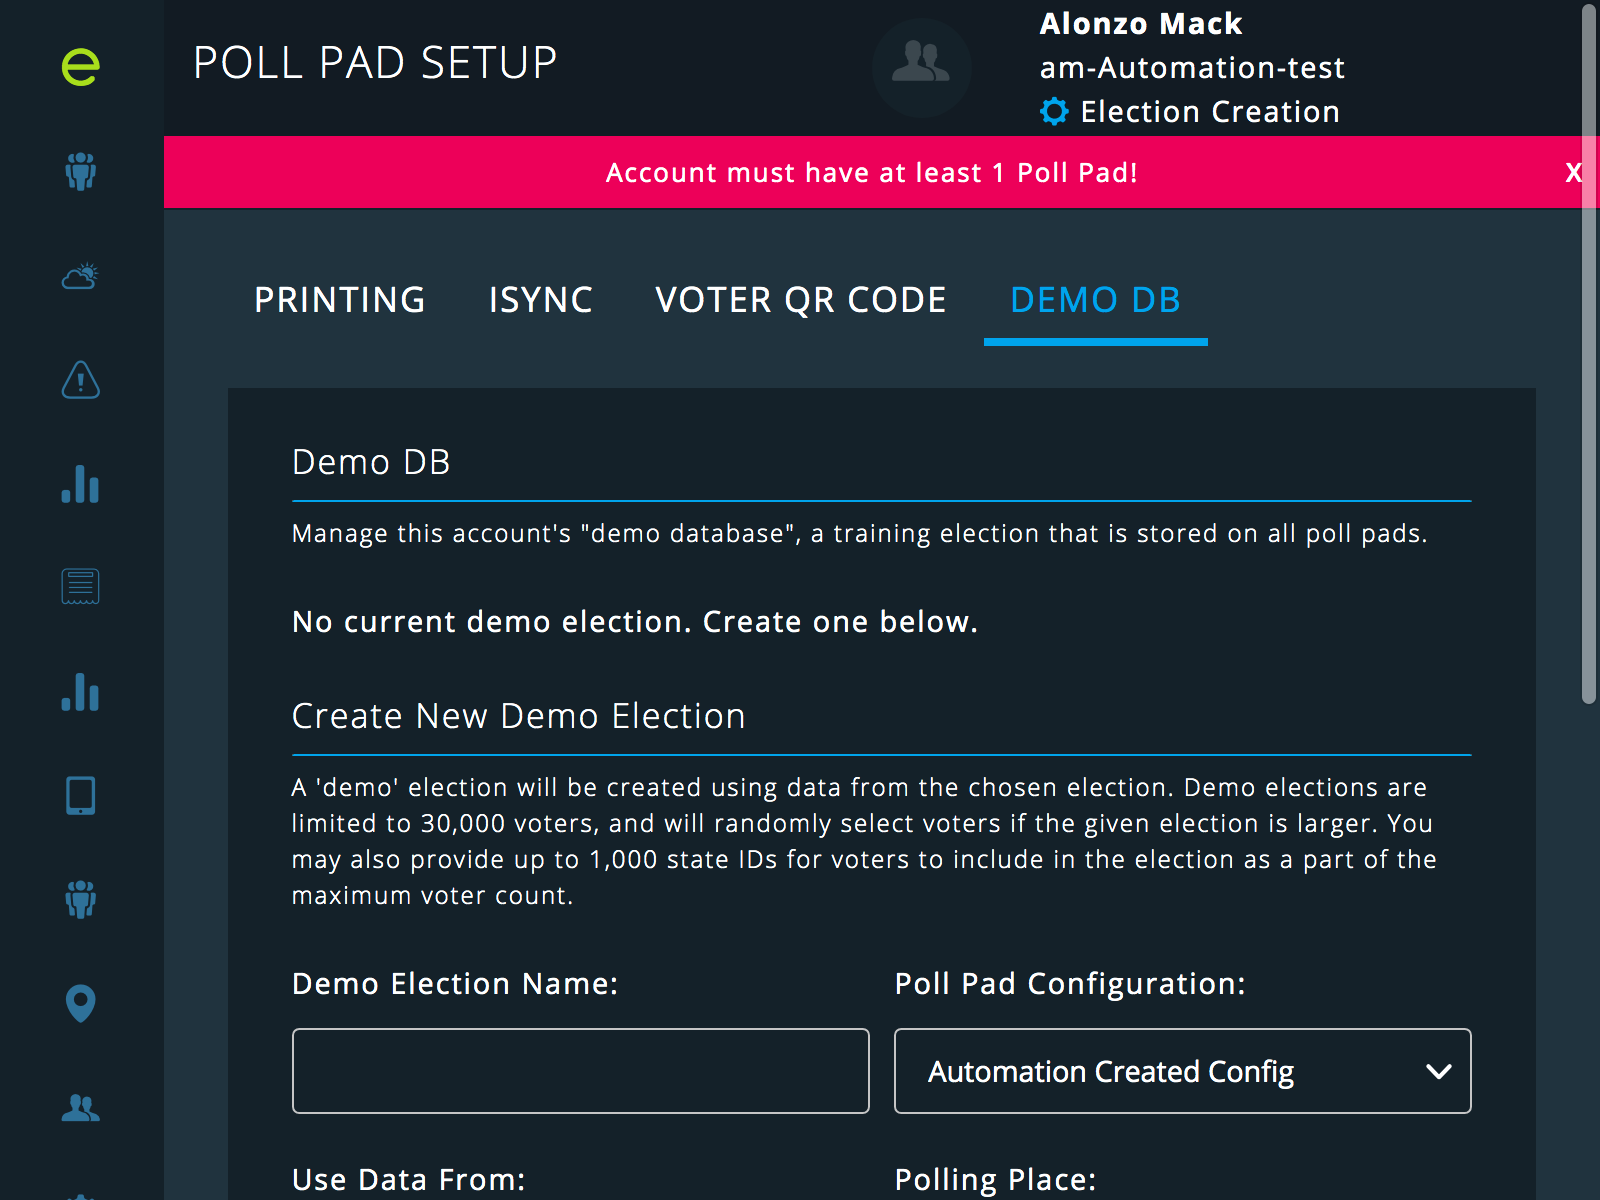 e
POLL PAD SETUP
Alonzo Mack
am-Automation-test
Election Creation
Account must have at least 1 Poll Pad!
X
PRINTING
ISYNC
VOTER QR CODE
DEMO DB
Demo DB
Manage this account's "demo database", a training election that is stored on all poll pads.
No current demo election. Create one below.
Create New Demo Election
A 'demo' election will be created using data from the chosen election. Demo elections are
limited to 30,000 voters, and will randomly select voters if the given election is larger. You
may also provide up to 1,000 state IDs for voters to include in the election as a part of the
maximum voter count.
Demo Election Name:
Poll Pad Configuration:
Automation Created Config
Use Data From:
Polling Place: